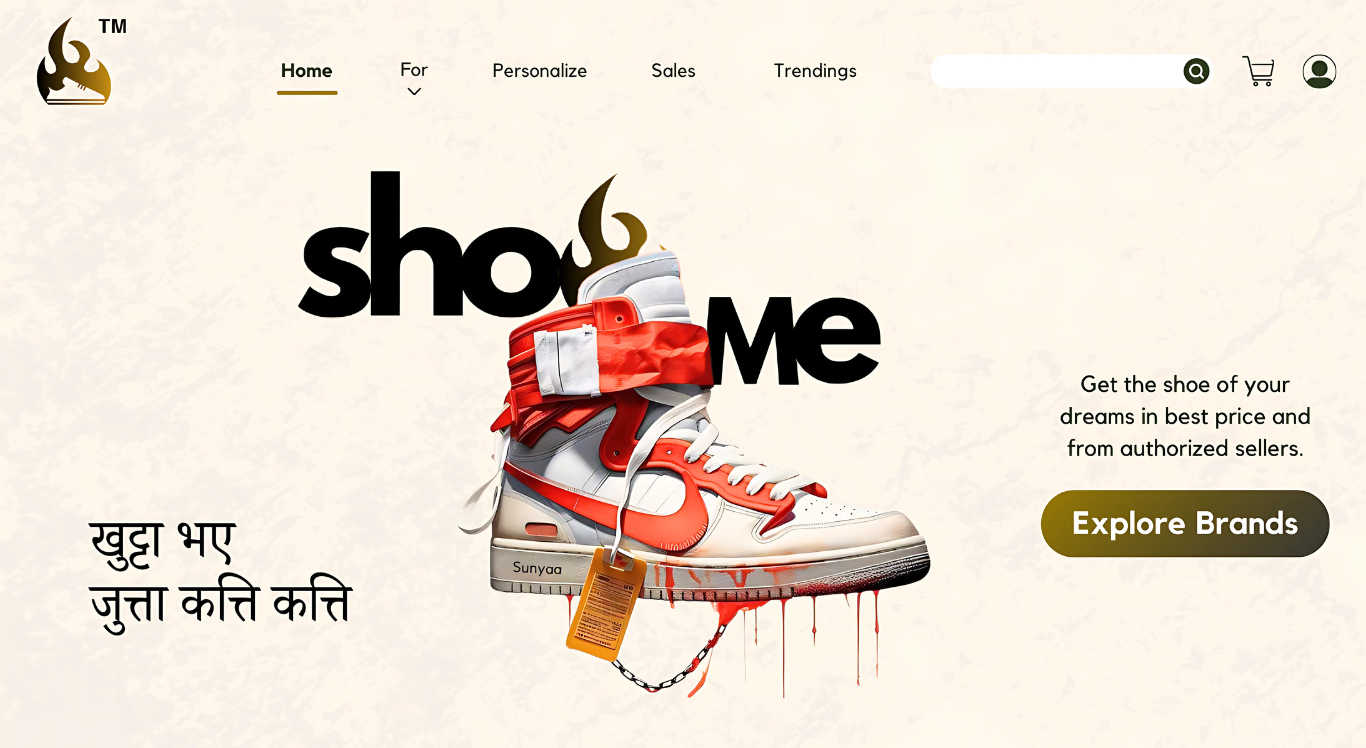 TM
Home
For
Personalize
Sales
Trendings
shoe
me
Get the shoe of your
dreams in best price and
from authorized sellers.
Explore Brands
खुट्टा भए
जुत्ता कत्ति कत्ति
Sunyaa